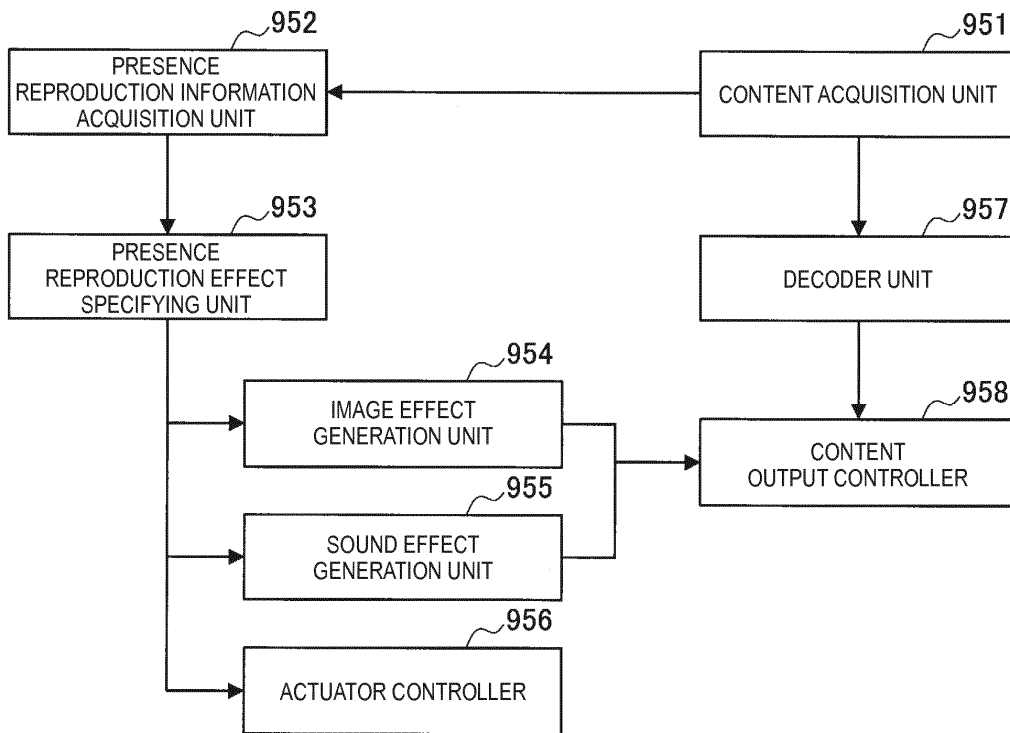 952
PRESENCE
REPRODUCTION INFORMATION
ACQUISITION UNIT
951
CONTENT ACQUISITION UNIT
953
PRESENCE
REPRODUCTION EFFECT
SPECIFYING UNIT
957
DECODER UNIT
954
IMAGE EFFECT
GENERATION UNIT
958
CONTENT
OUTPUT CONTROLLER
955
SOUND EFFECT
GENERATION UNIT
956
ACTUATOR CONTROLLER